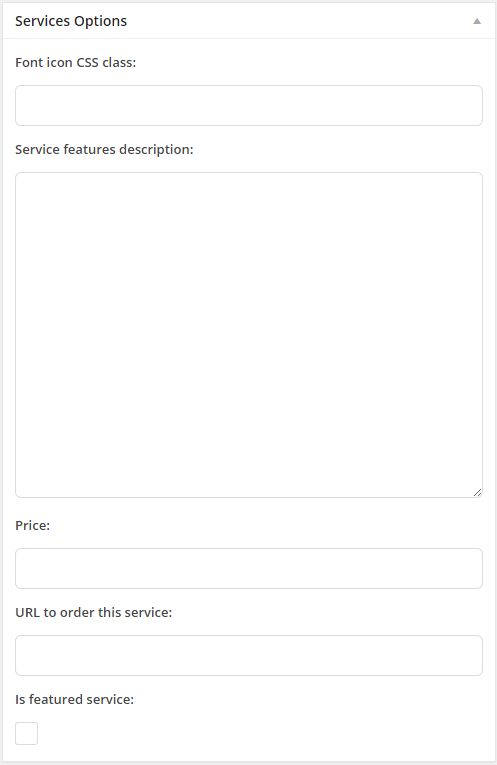 Services Options
Font icon CSS class:
Service features description:
Price:
URL to order this service:
Is featured service: